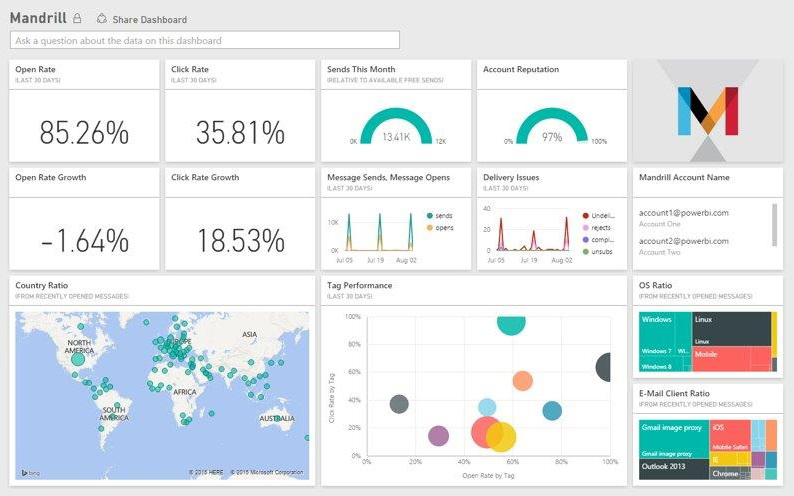 Mandrill
Share Dashboard
Ask a question about the data on this dashboard
Open Rate
(LAST 30 DAYS)
85.26%
Click Rate
(LAST 30 DAYS)
35.81%
Sends This Month
(RELATIVE TO AVAILABLE FREE SENDS)
13.41K
0K
12K
Account Reputation
(LAST 30 DAYS)
97%
0%
100%
Open Rate Growth
-1.64%
Click Rate Growth
18.53%
Message Sends, Message Opens
(LAST 30 DAYS)
10K
0K
Jul 05
Jul 19
Aug 02
sends
opens
Delivery Issues
(LAST 30 DAYS)
40
20
0
Jul 05
Jul 19
Aug 02
Undeli...
rejects
compl...
unsubs
Mandrill Account Name
account1@powerbi.com
Account One
account2@powerbi.com
Account Two
Country Ratio
(FROM RECENTLY OPENED MESSAGES)
NORTH
AMERICA
EUROPE
ASIA
AFRICA
SOUTH
AMERICA
AUSTRALIA
bing
© 2015 HERE © 2015 Microsoft Corporation
Tag Performance
(LAST 30 DAYS)
Click Rate by Tag
100%
80%
60%
40%
20%
0%
0%
20%
40%
60%
80%
100%
Open Rate by Tag
OS Ratio
(FROM RECENTLY OPENED MESSAGES)
Windows
Windows 7
Wi...
Windows 8
Linux
Linux
Mobile
E-Mail Client Ratio
(FROM RECENTLY OPENED MESSAGES)
Gmail image proxy
Gmail image proxy
Outlook 2013
iOS
Mobile Safari
IE
Chrome